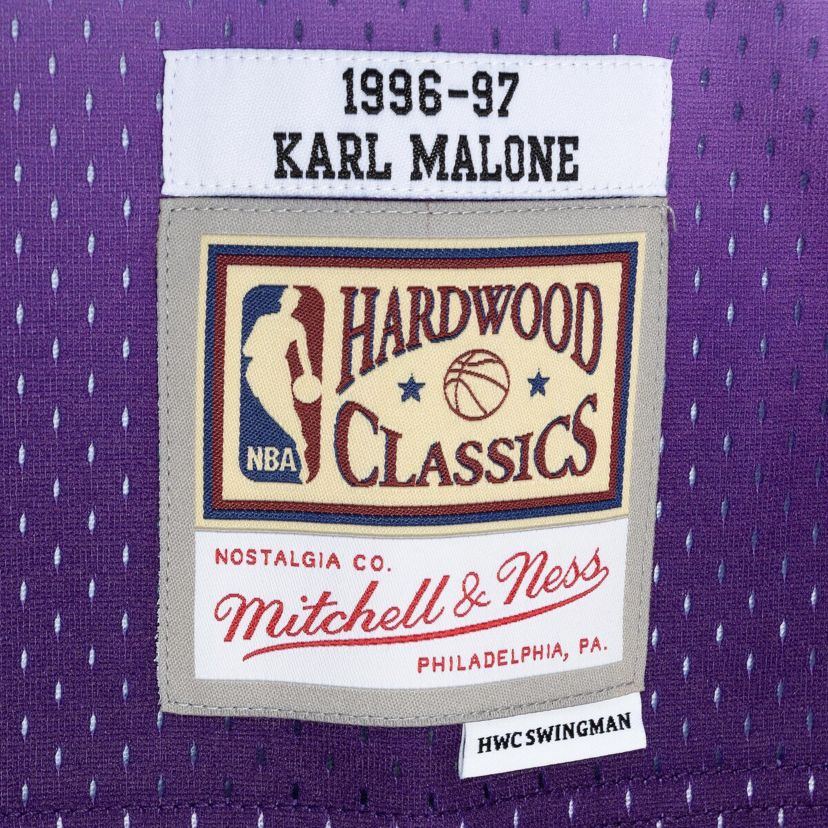 1996-97
KARL MALONE
HARDWOOD
CLASSICS
NBA
NOSTALGIA CO.
Mitchell & Ness
PHILADELPHIA, PA.
HWC SWINGMAN